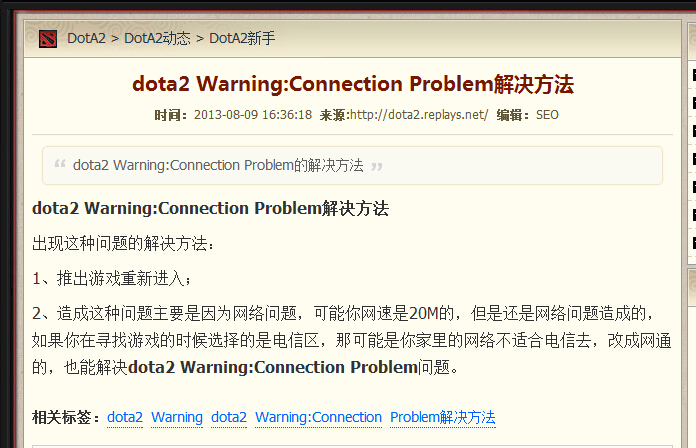 DotA2 > DotA2动态 > DotA2新手
dota2 Warning:Connection Problem解决方法
时间：2013-08-09 16:36:18 来源:http://dota2.replays.net/ 编辑：SEO
“ dota2 Warning:Connection Problem的解决方法 ”
dota2 Warning:Connection Problem解决方法
出现这种问题的解决方法：
1、推出游戏重新进入；
2、造成这种问题主要是因为网络问题，可能你网速是20M的，但是还是网络问题造成的，
如果你在寻找游戏的时候选择的是电信区，那可能是你家里的网络不适合电信去，改成网通
的，也能解决dota2 Warning:Connection Problem问题。
相关标签：dota2 Warning dota2 Warning:Connection Problem解决方法